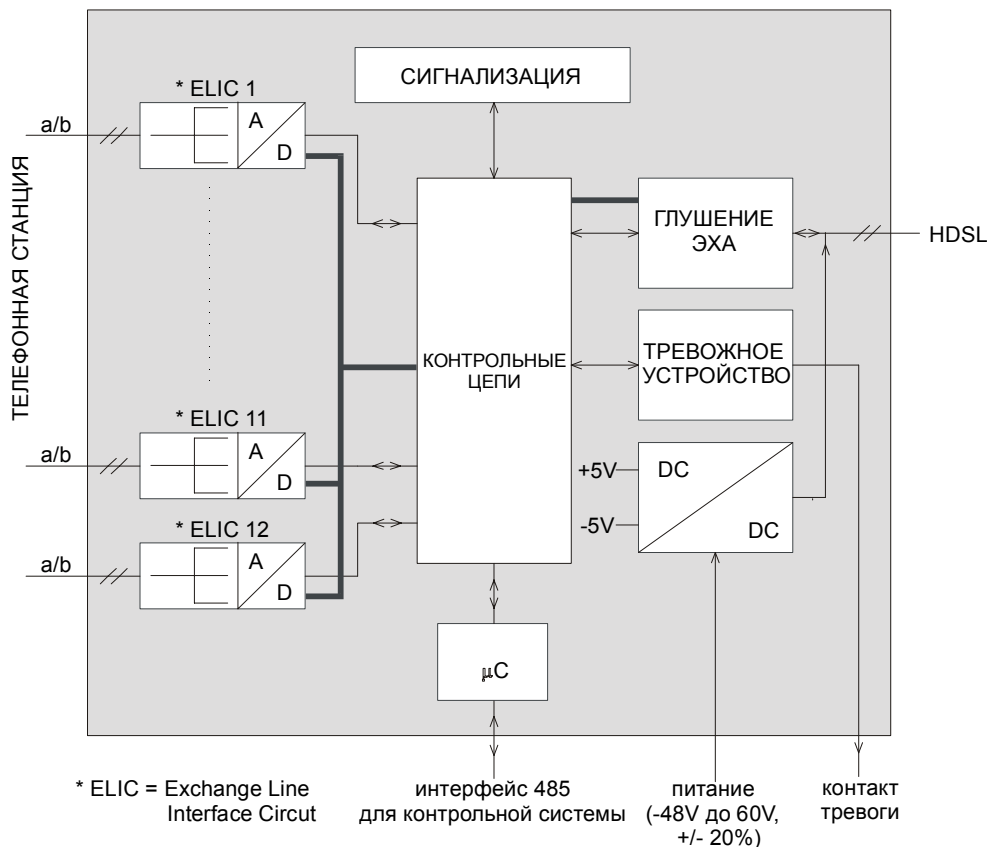 СИГНАЛИЗАЦИЯ
* ELIC 1
a/b
A
D
ТЕЛЕФОННАЯ СТАНЦИЯ
ГЛУШЕНИЕ
ЭХА
HDSL
КОНТРОЛЬНЫЕ
ЦЕПИ
ТРЕВОЖНОЕ
УСТРОЙСТВО
* ELIC 11
a/b
A
D
+5V
DC
-5V
DC
* ELIC 12
a/b
A
D
µC
* ELIC = Exchange Line
Interface Circut
интерфейс 485
для контрольной системы
питание
(-48V до 60V,
+/- 20%)
контакт
тревоги